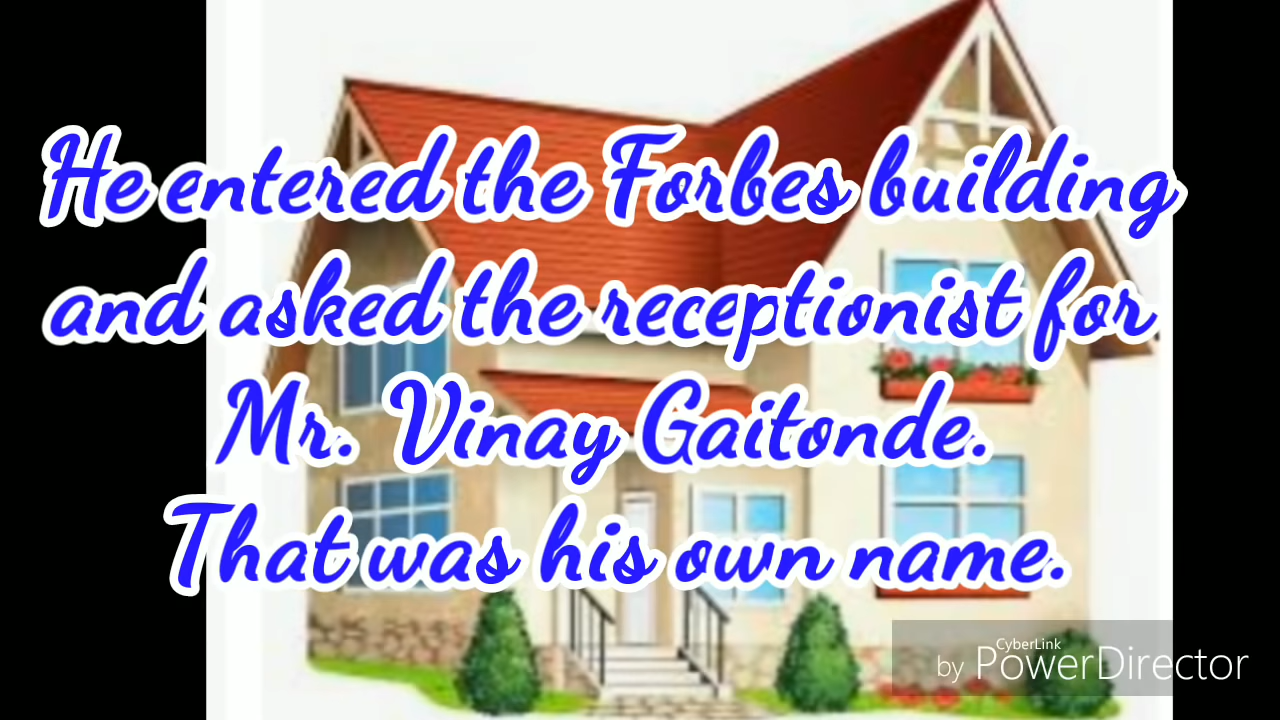 He entered the Forbes building
and asked the receptionist for
Mr. Vinay Gaitonde.
That was his own name.
CyberLink
by PowerDirector